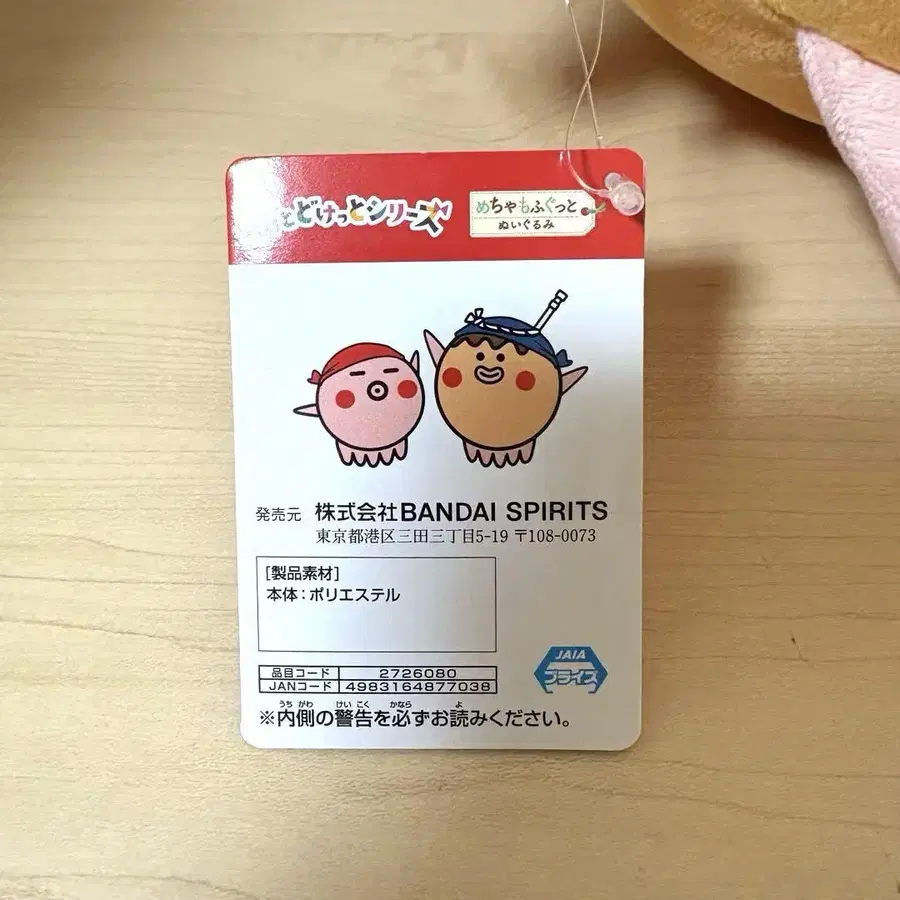 とどけっとシリーズ
めちゃもふぐっと
ぬいぐるみ
発売元 株式会社BANDAI SPIRITS
東京都港区三田三丁目5-19 〒108-0073
[製品素材]
本体:ポリエステル
品目コード 2726080
JANコード 4983164877038
JAIA
プライズ
うちがわ けいこく かなら よ
※内側の警告を必ずお読みください。